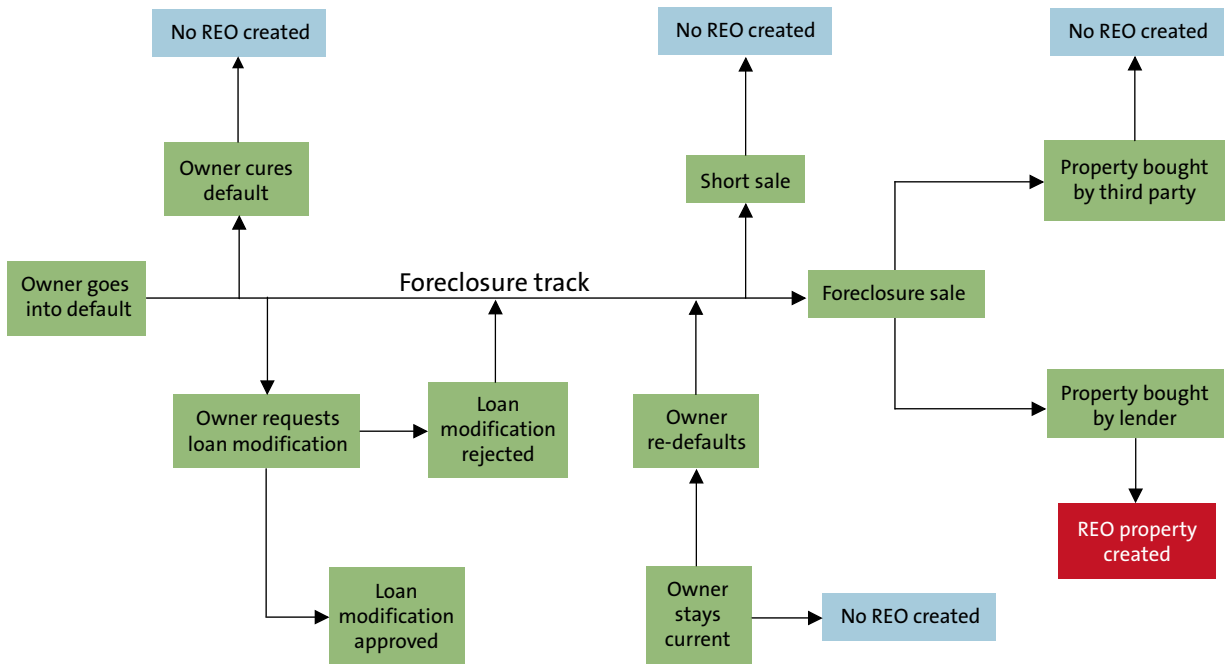 No REO created
No REO created
No REO created
Owner cures
default
Short sale
Property bought
by third party
Owner goes
into default
Foreclosure track
Foreclosure sale
Owner requests
loan modification
Loan
modification
rejected
Owner
re-defaults
Property bought
by lender
REO property
created
Loan
modification
approved
Owner
stays
current
No REO created